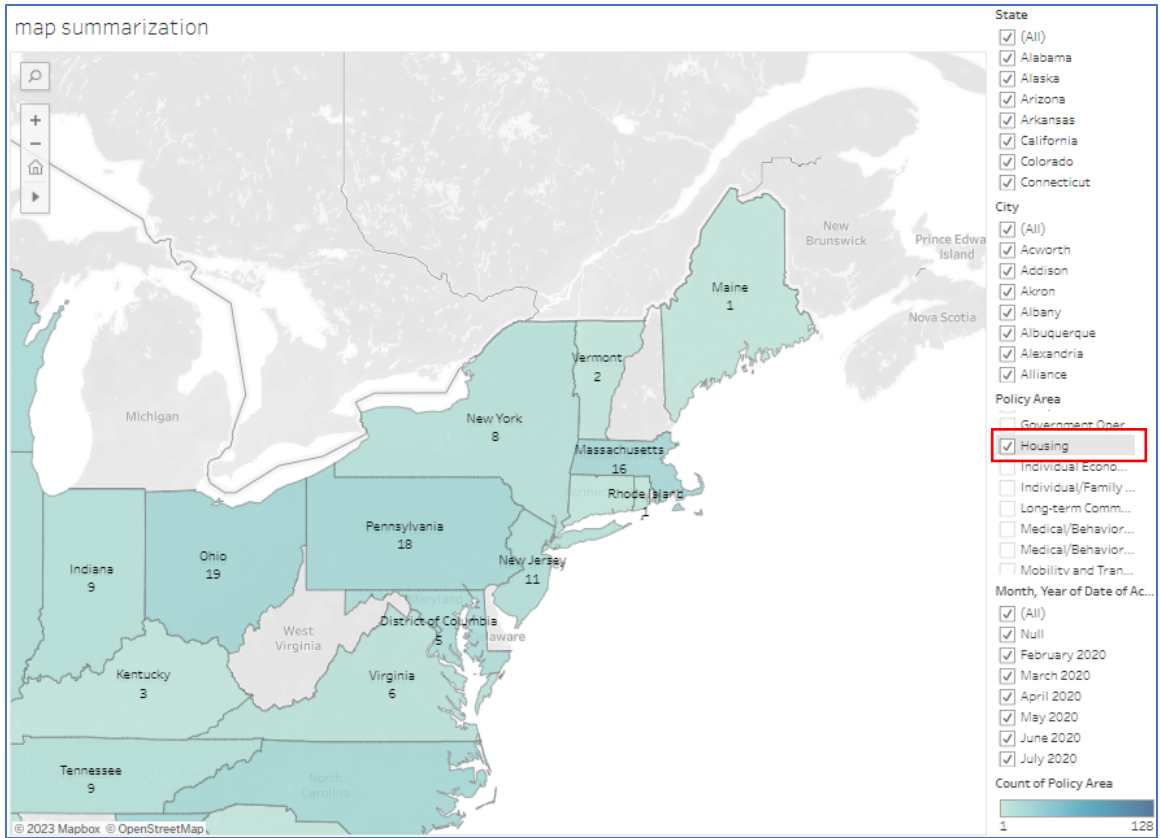 map summarization
New Brunswick
Prince Edwa
Island
Maine
1
Nova Scotia
Vermont
2
Michigan
New York
8
Massachusetts
16
Rhode Island
1
Pennsylvania
18
Ohio
19
New Jersey
11
Indiana
9
Maryland
District of Columbia
5
aware
West
Virginia
Kentucky
3
Virginia
6
Tennessee
9
North
Carolina
© 2023 Mapbox © OpenStreetMap
State
(All)
Alabama
Alaska
Arizona
Arkansas
California
Colorado
Connecticut
City
(All)
Acworth
Addison
Akron
Albany
Albuquerque
Alexandria
Alliance
Policy Area
Government Oper...
Housing
Individual Econo...
Individual/Family ...
Long-term Comm...
Medical/Behavior...
Medical/Behavior...
Mobility and Tran...
Month, Year of Date of Ac...
(All)
Null
February 2020
March 2020
April 2020
May 2020
June 2020
July 2020
Count of Policy Area
1 128